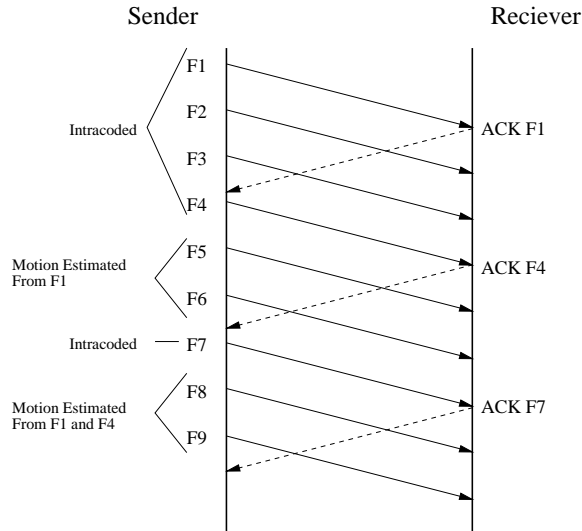 Sender
Reciever
F1
F2
Intracoded
ACK F1
F3
F4
F5
Motion Estimated
From F1
ACK F4
F6
Intracoded
F7
F8
Motion Estimated
From F1 and F4
ACK F7
F9